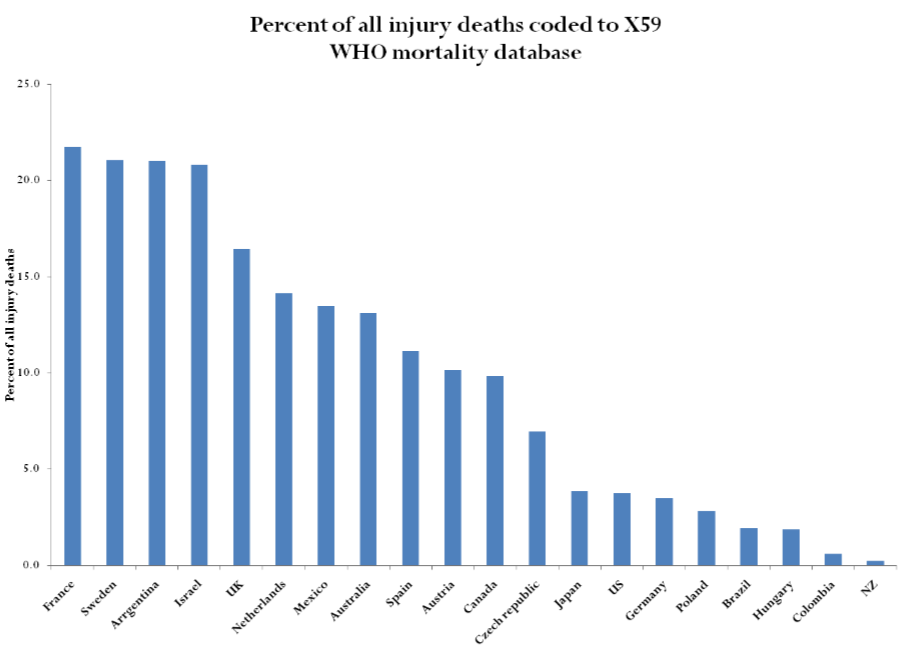 Percent of all injury deaths coded to X59
WHO mortality database
Percent of all injury deaths
25.0
20.0
15.0
10.0
5.0
0.0
France
Sweden
Arrgentina
Israel
UK
Netherlands
Mexico
Australia
Spain
Austria
Canada
Czech republic
Japan
US
Germany
Poland
Brazil
Hungary
Colombia
NZ